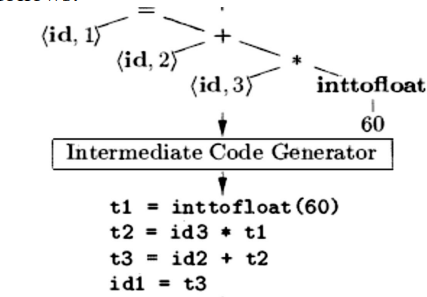 =
⟨id, 1⟩ +
⟨id, 2⟩ *
⟨id, 3⟩ inttofloat
60
Intermediate Code Generator
t1 = inttofloat(60)
t2 = id3 * t1
t3 = id2 + t2
id1 = t3